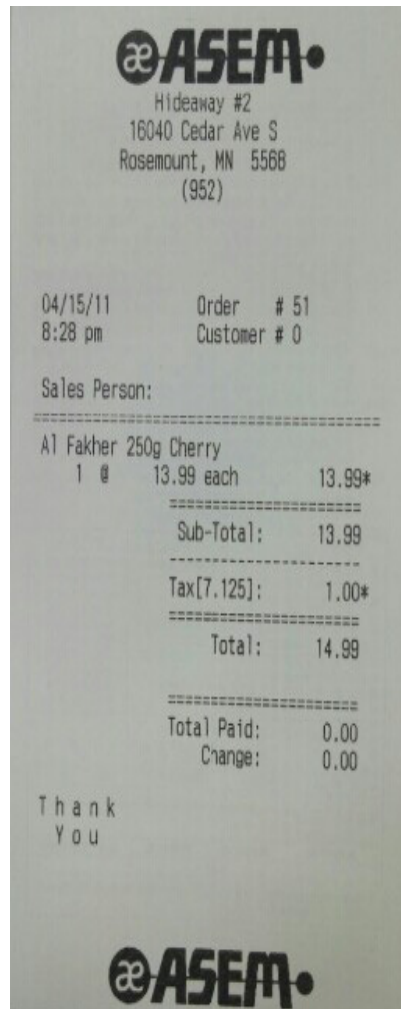 æ ASEM
Hideaway #2
16040 Cedar Ave S
Rosemount, MN 5568
(952)
04/15/11 Order # 51
8:28 pm Customer # 0
Sales Person:
Al Fakher 250g Cherry
1 @ 13.99 each 13.99*
Sub-Total: 13.99
Tax[7.125]: 1.00*
Total: 14.99
Total Paid: 0.00
Change: 0.00
Thank
You
æ ASEM